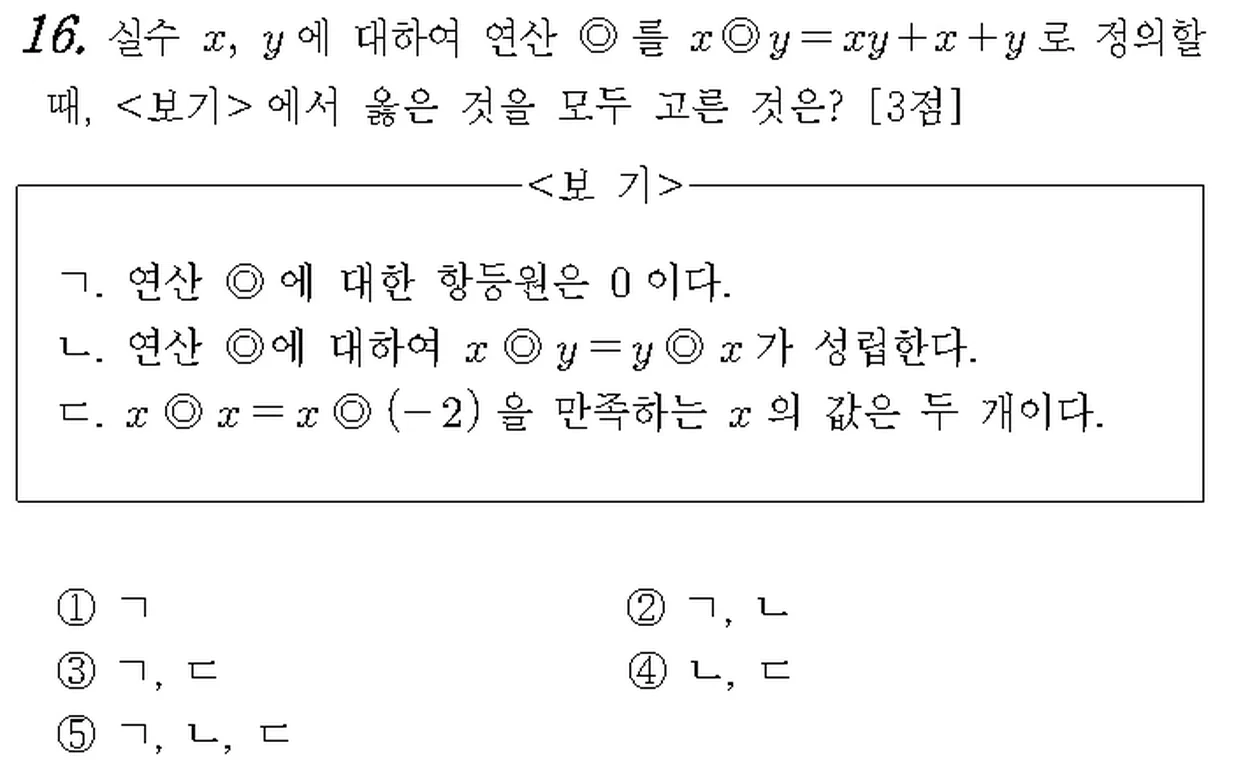 16. 실수 x, y에 대하여 연산 ◎를 x◎y=xy+x+y로 정의할
때, <보기>에서 옳은 것을 모두 고른 것은? [3점]
<보 기>
ㄱ. 연산 ◎에 대한 항등원은 0이다.
ㄴ. 연산 ◎에 대하여 x◎y=y◎x가 성립한다.
ㄷ. x◎x=x◎(-2)을 만족하는 x의 값은 두 개이다.
① ㄱ ② ㄱ, ㄴ
③ ㄱ, ㄷ ④ ㄴ, ㄷ
⑤ ㄱ, ㄴ, ㄷ